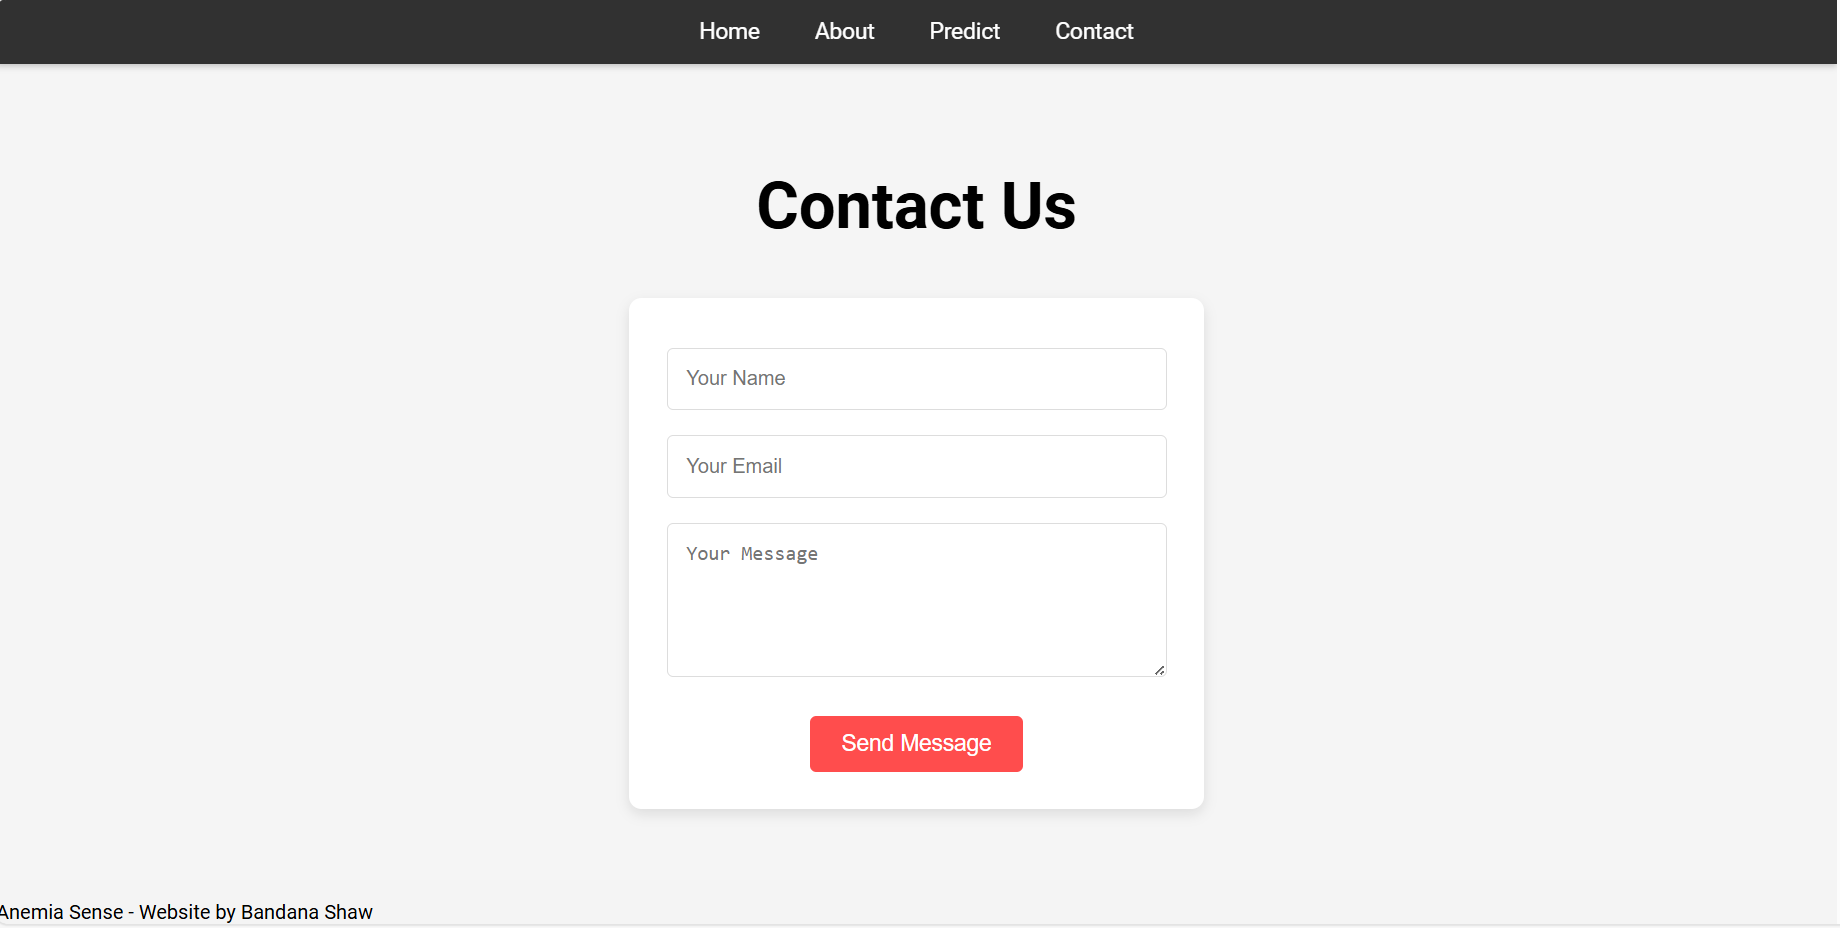 Home About Predict Contact
Contact Us
Your Name
Your Email
Your Message
Send Message
Anemia Sense - Website by Bandana Shaw